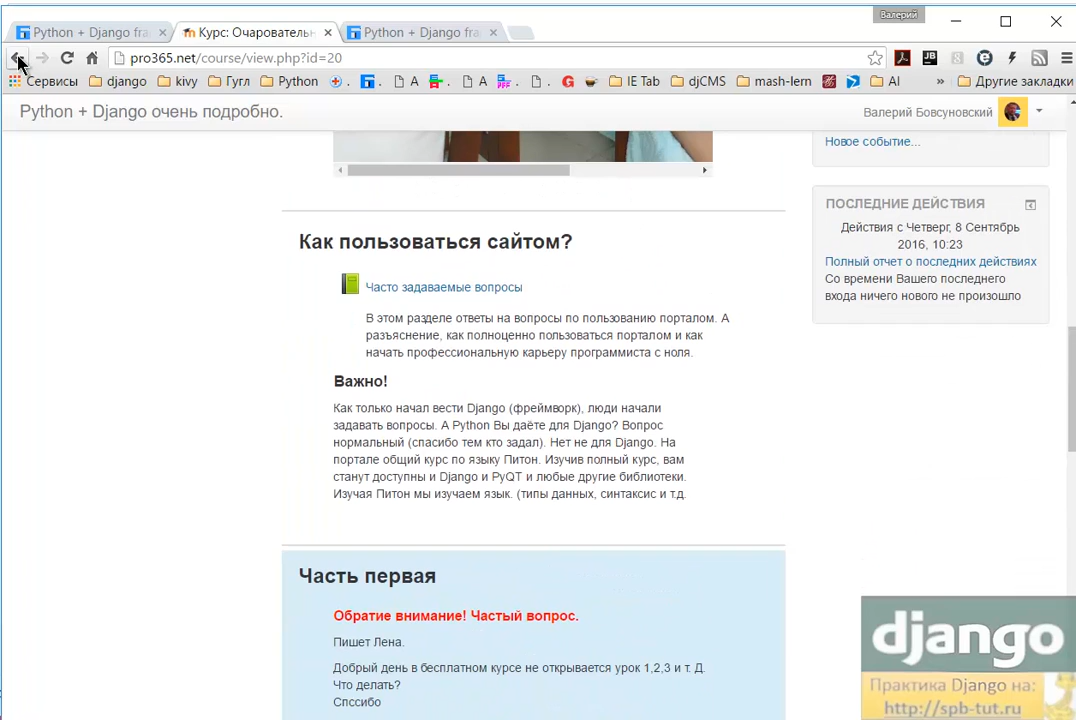 Валерий
Python + Django fra
Курс: Очаровательн
Python + Django fra
pro365.net/course/view.php?id=20
Сервисы django kivy Гугл Python . . A . A . G IE Tab djCMS mash-lern AI » Другие закладки
Python + Django очень подробно.
Валерий Бовсуновский
Новое событие...
ПОСЛЕДНИЕ ДЕЙСТВИЯ
Действия с Четверг, 8 Сентябрь
2016, 10:23
Полный отчет о последних действиях
Со времени Вашего последнего
входа ничего нового не произошло
Как пользоваться сайтом?
Часто задаваемые вопросы
В этом разделе ответы на вопросы по пользованию порталом. А
разъяснение, как полноценно пользоваться порталом и как
начать профессиональную карьеру программиста с ноля.
Важно!
Как только начал вести Django (фреймворк), люди начали
задавать вопросы. А Python Вы даёте для Django? Вопрос
нормальный (спасибо тем кто задал). Нет не для Django. На
портале общий курс по языку Питон. Изучив полный курс, вам
станут доступны и Django и PyQT и любые другие библиотеки.
Изучая Питон мы изучаем язык. (типы данных, синтаксис и т.д.
Часть первая
Обратие внимание! Частый вопрос.
Пишет Лена.
Добрый день в бесплатном курсе не открывается урок 1,2,3 и т. Д.
Что делать?
Спссибо
django
Практика Django на:
http://spb-tut.ru